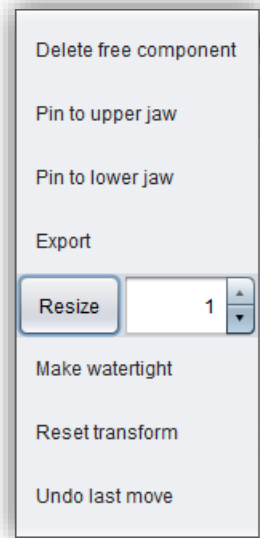 Delete free component
Pin to upper jaw
Pin to lower jaw
Export
Resize 1
Make watertight
Reset transform
Undo last move